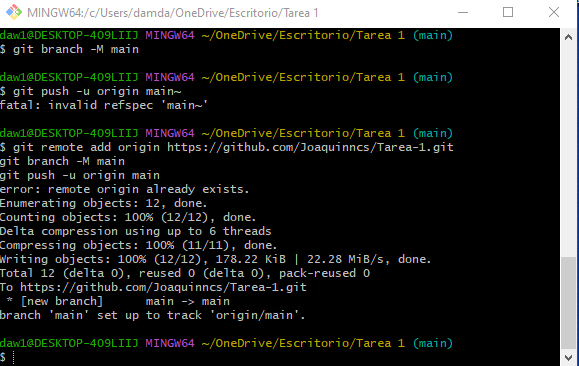 MINGW64:/c/Users/damda/OneDrive/Escritorio/Tarea 1
daw1@DESKTOP-409LIIJ MINGW64 ~/OneDrive/Escritorio/Tarea 1 (main)
$ git branch -M main
daw1@DESKTOP-409LIIJ MINGW64 ~/OneDrive/Escritorio/Tarea 1 (main)
$ git push -u origin main~
fatal: invalid refspec 'main~'
daw1@DESKTOP-409LIIJ MINGW64 ~/OneDrive/Escritorio/Tarea 1 (main)
$ git remote add origin https://github.com/Joaquinncs/Tarea-1.git
git branch -M main
git push -u origin main
error: remote origin already exists.
Enumerating objects: 12, done.
Counting objects: 100% (12/12), done.
Delta compression using up to 6 threads
Compressing objects: 100% (11/11), done.
Writing objects: 100% (12/12), 178.22 KiB | 22.28 MiB/s, done.
Total 12 (delta 0), reused 0 (delta 0), pack-reused 0
To https://github.com/Joaquinncs/Tarea-1.git
 * [new branch]      main -> main
branch 'main' set up to track 'origin/main'.
daw1@DESKTOP-409LIIJ MINGW64 ~/OneDrive/Escritorio/Tarea 1 (main)
$